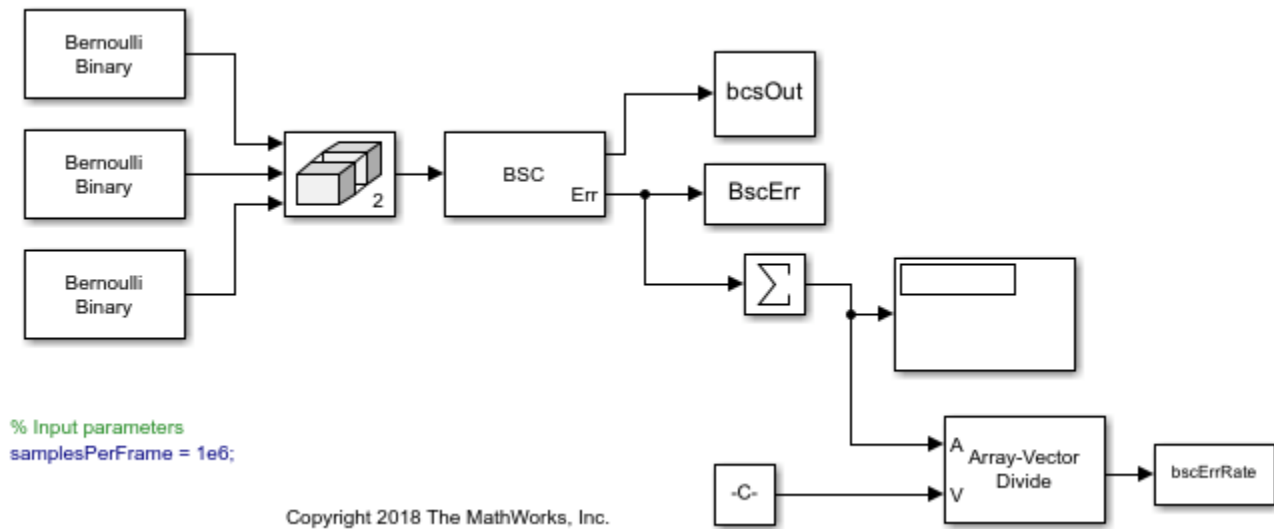 Bernoulli
Binary
Bernoulli
Binary
Bernoulli
Binary
2
BSC
Err
bcsOut
BscErr
∑
A
V
Array-Vector
Divide
-C-
bscErrRate
% Input parameters
samplesPerFrame = 1e6;
Copyright 2018 The MathWorks, Inc.